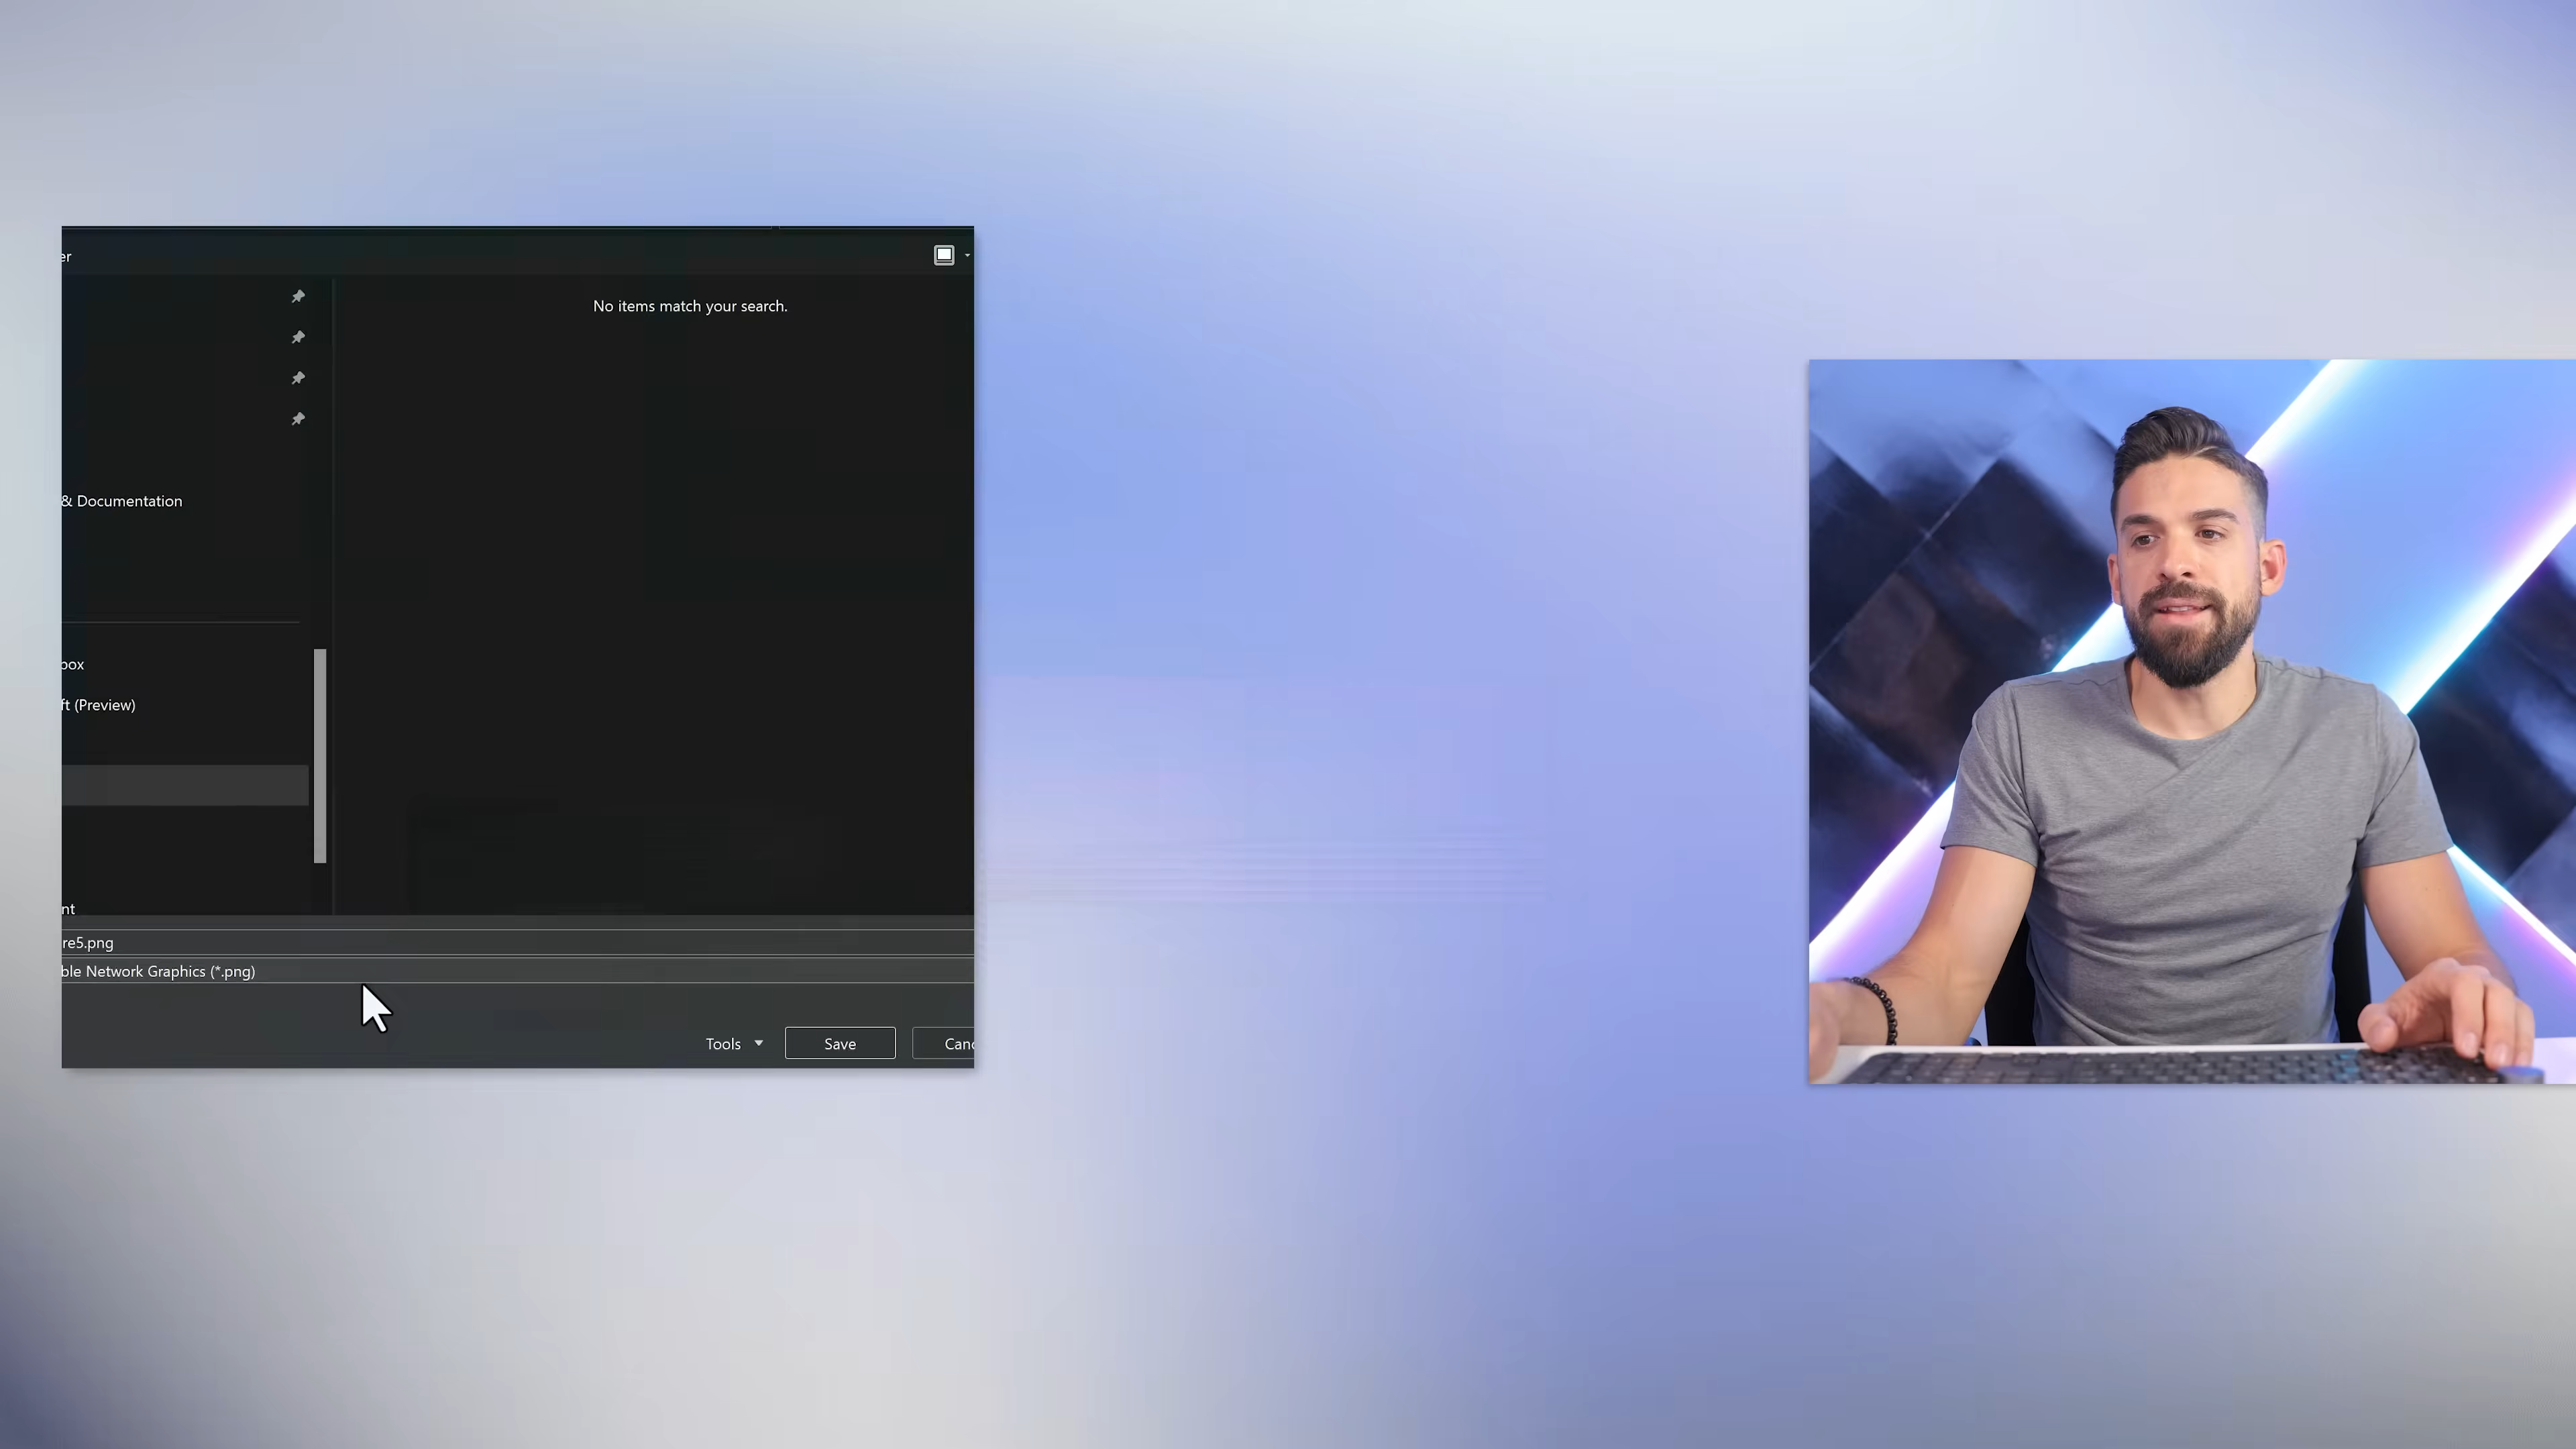 er
No items match your search.
& Documentation
box
ft (Preview)
nt
re5.png
ble Network Graphics (*.png)
Tools
Save
Canc